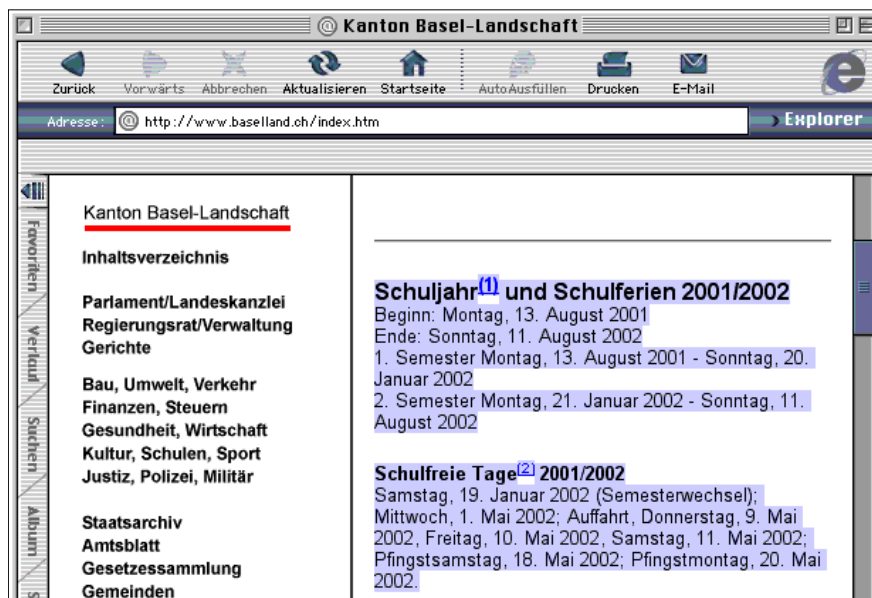 Kanton Basel-Landschaft
Zurück Vorwärts Abbrechen Aktualisieren Startseite AutoAusfüllen Drucken E-Mail
Adresse: http://www.baselland.ch/index.htm Explorer
Favoriten
Verlauf
Suchen
Album
Kanton Basel-Landschaft
Inhaltsverzeichnis
Parlament/Landeskanzlei
Regierungsrat/Verwaltung
Gerichte
Bau, Umwelt, Verkehr
Finanzen, Steuern
Gesundheit, Wirtschaft
Kultur, Schulen, Sport
Justiz, Polizei, Militär
Staatsarchiv
Amtsblatt
Gesetzessammlung
Gemeinden
Schuljahr(1) und Schulferien 2001/2002
Beginn: Montag, 13. August 2001
Ende: Sonntag, 11. August 2002
1. Semester Montag, 13. August 2001 - Sonntag, 20.
Januar 2002
2. Semester Montag, 21. Januar 2002 - Sonntag, 11.
August 2002
Schulfreie Tage[2] 2001/2002
Samstag, 19. Januar 2002 (Semesterwechsel);
Mittwoch, 1. Mai 2002; Auffahrt, Donnerstag, 9. Mai
2002, Freitag, 10. Mai 2002, Samstag, 11. Mai 2002;
Pfingstsamstag, 18. Mai 2002; Pfingstmontag, 20. Mai
2002.